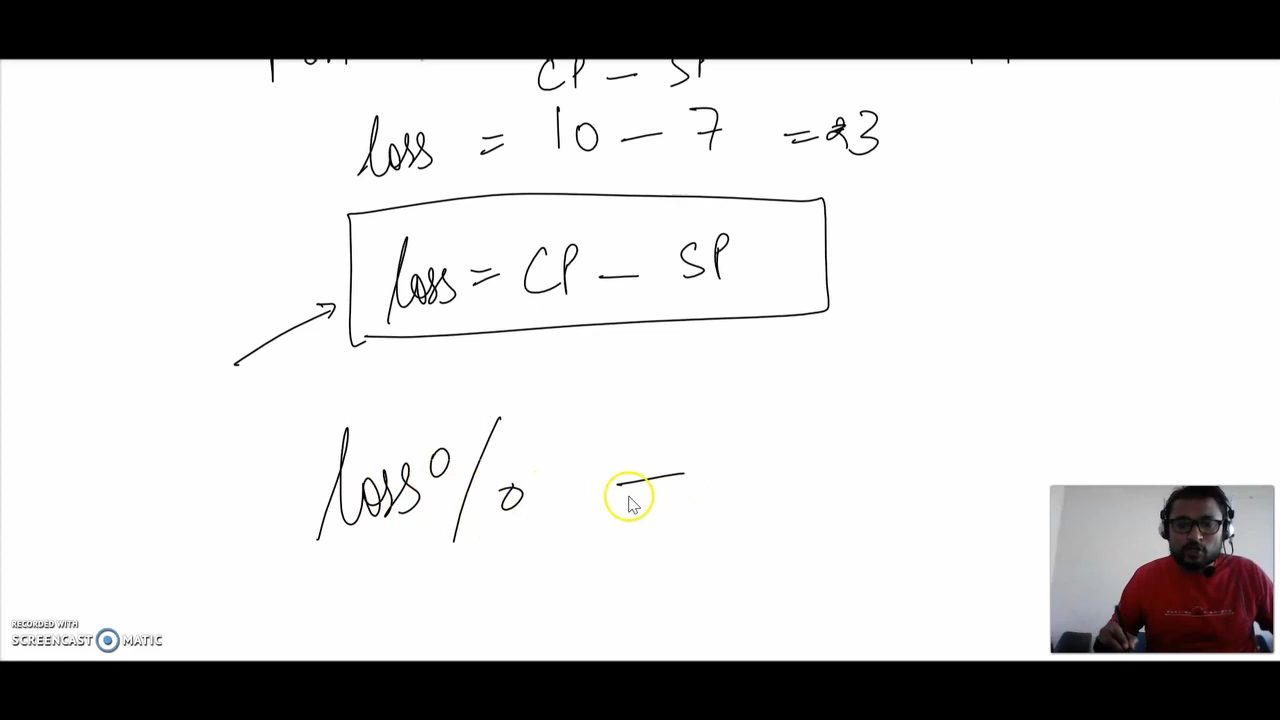 CP - SP
loss = 10 - 7 = 3
loss = CP - SP
loss % -
RECORDED WITH
SCREENCAST MATIC